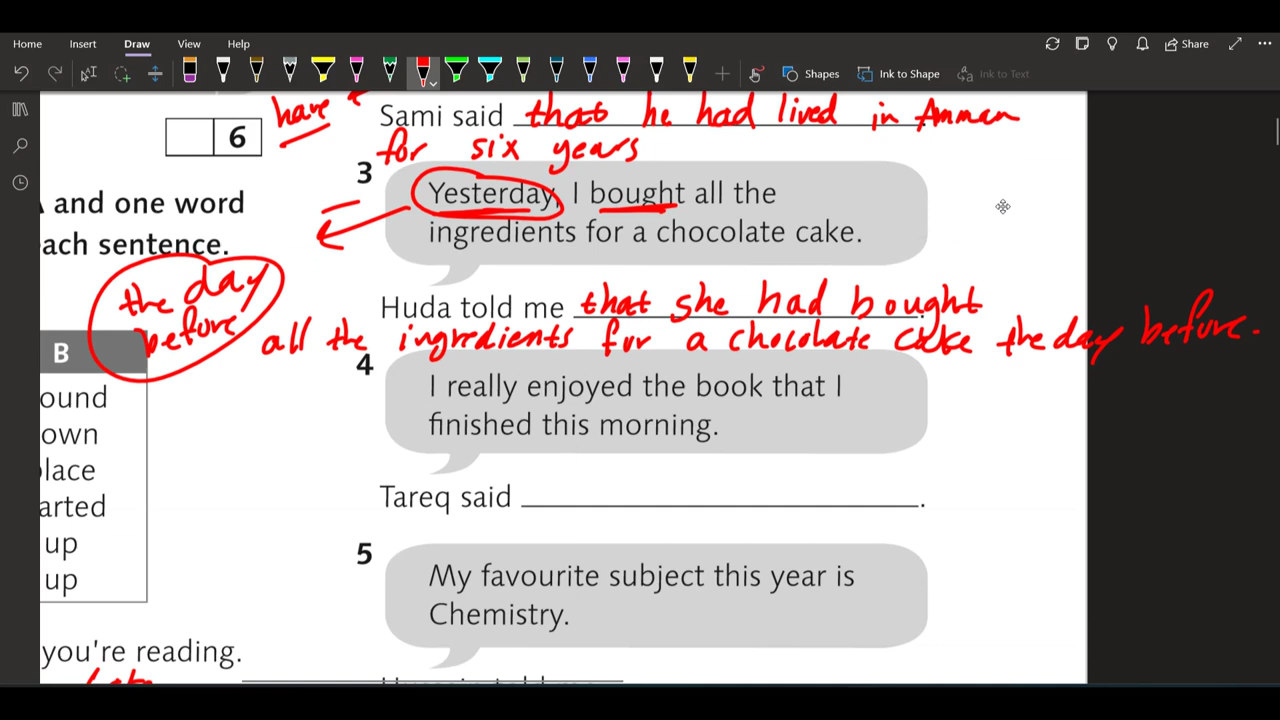 Home Insert Draw View Help
Share
Shapes Ink to Shape Ink to Text
have
6
A and one word
each sentence.
the day
before
B
ound
own
place
arted
up
up
you're reading.
Sami said that he had lived in Amman
for six years
3
Yesterday, I bought all the
ingredients for a chocolate cake.
Huda told me that she had bought.
all the ingredients for a chocolate cake the day before.
4
I really enjoyed the book that I
finished this morning.
Tareq said .
5
My favourite subject this year is
Chemistry.